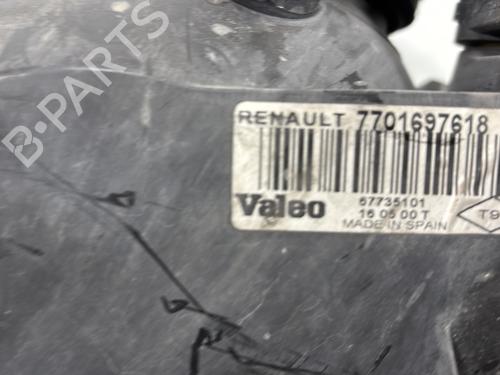 B-PARTS
RENAULT 7701697618
Valeo
67735101
16 05 00 T
MADE IN SPAIN
T9